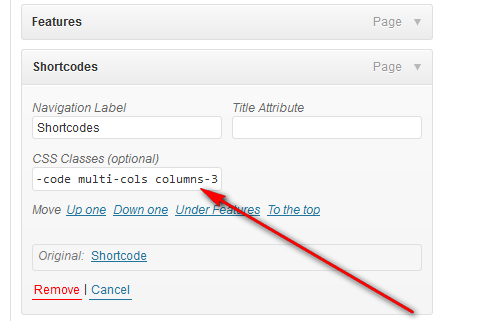 Features Page ▼
Shortcodes Page ▼
Navigation Label Title Attribute
Shortcodes
CSS Classes (optional)
-code multi-cols columns-3
Move Up one Down one Under Features To the top
Original: Shortcode
Remove | Cancel